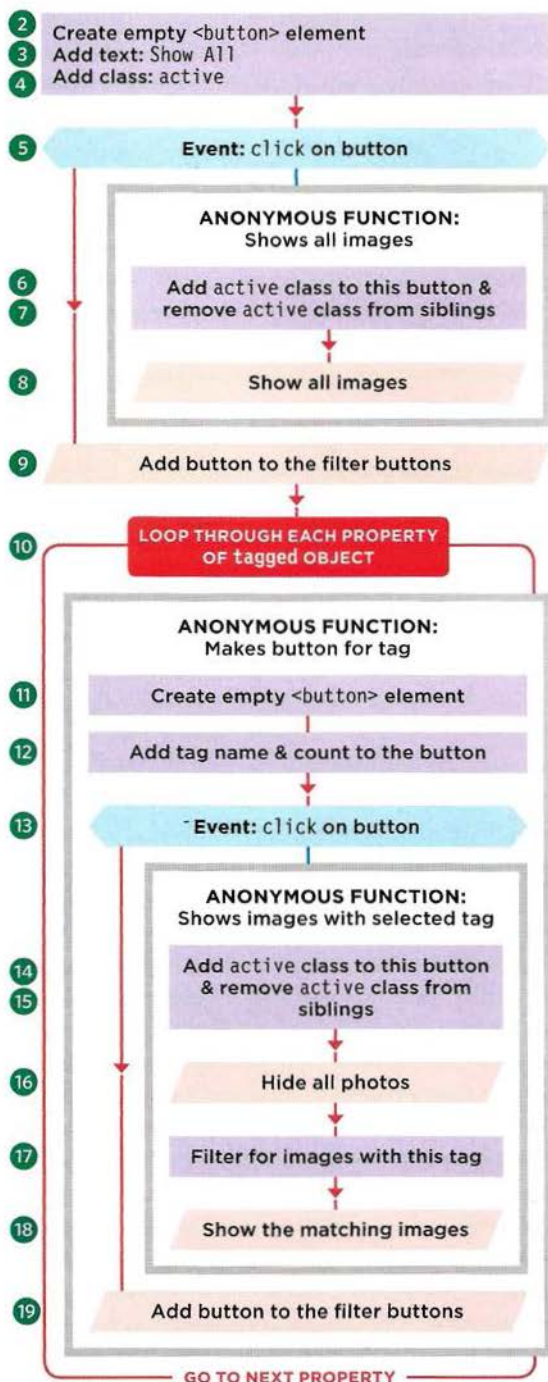 2 Create empty <button> element
3 Add text: Show All
4 Add class: active
5 Event: click on button
ANONYMOUS FUNCTION:
Shows all images
6 Add active class to this button &
7 remove active class from siblings
8 Show all images
9 Add button to the filter buttons
10 LOOP THROUGH EACH PROPERTY
OF tagged OBJECT
ANONYMOUS FUNCTION:
Makes button for tag
11 Create empty <button> element
12 Add tag name & count to the button
13 Event: click on button
ANONYMOUS FUNCTION:
Shows images with selected tag
14 Add active class to this button
15 & remove active class from
siblings
16 Hide all photos
17 Filter for images with this tag
18 Show the matching images
19 Add button to the filter buttons
GO TO NEXT PROPERTY